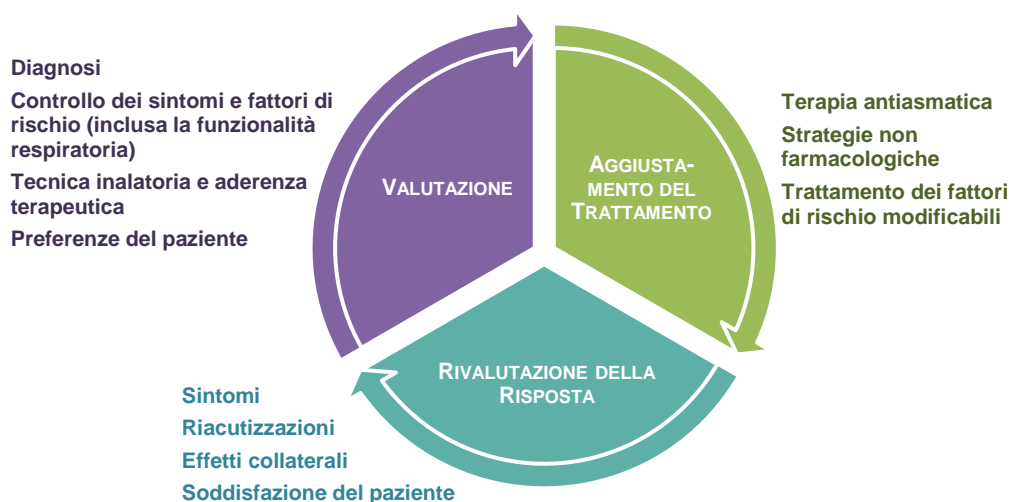 Diagnosi
Controllo dei sintomi e fattori di
rischio (inclusa la funzionalità
respiratoria)
Tecnica inalatoria e aderenza
terapeutica
Preferenze del paziente
VALUTAZIONE
AGGIUSTA-
MENTO DEL
TRATTAMENTO
Terapia antiasmatica
Strategie non
farmacologiche
Trattamento dei fattori
di rischio modificabili
RIVALUTAZIONE DELLA
RISPOSTA
Sintomi
Riacutizzazioni
Effetti collaterali
Soddisfazione del paziente